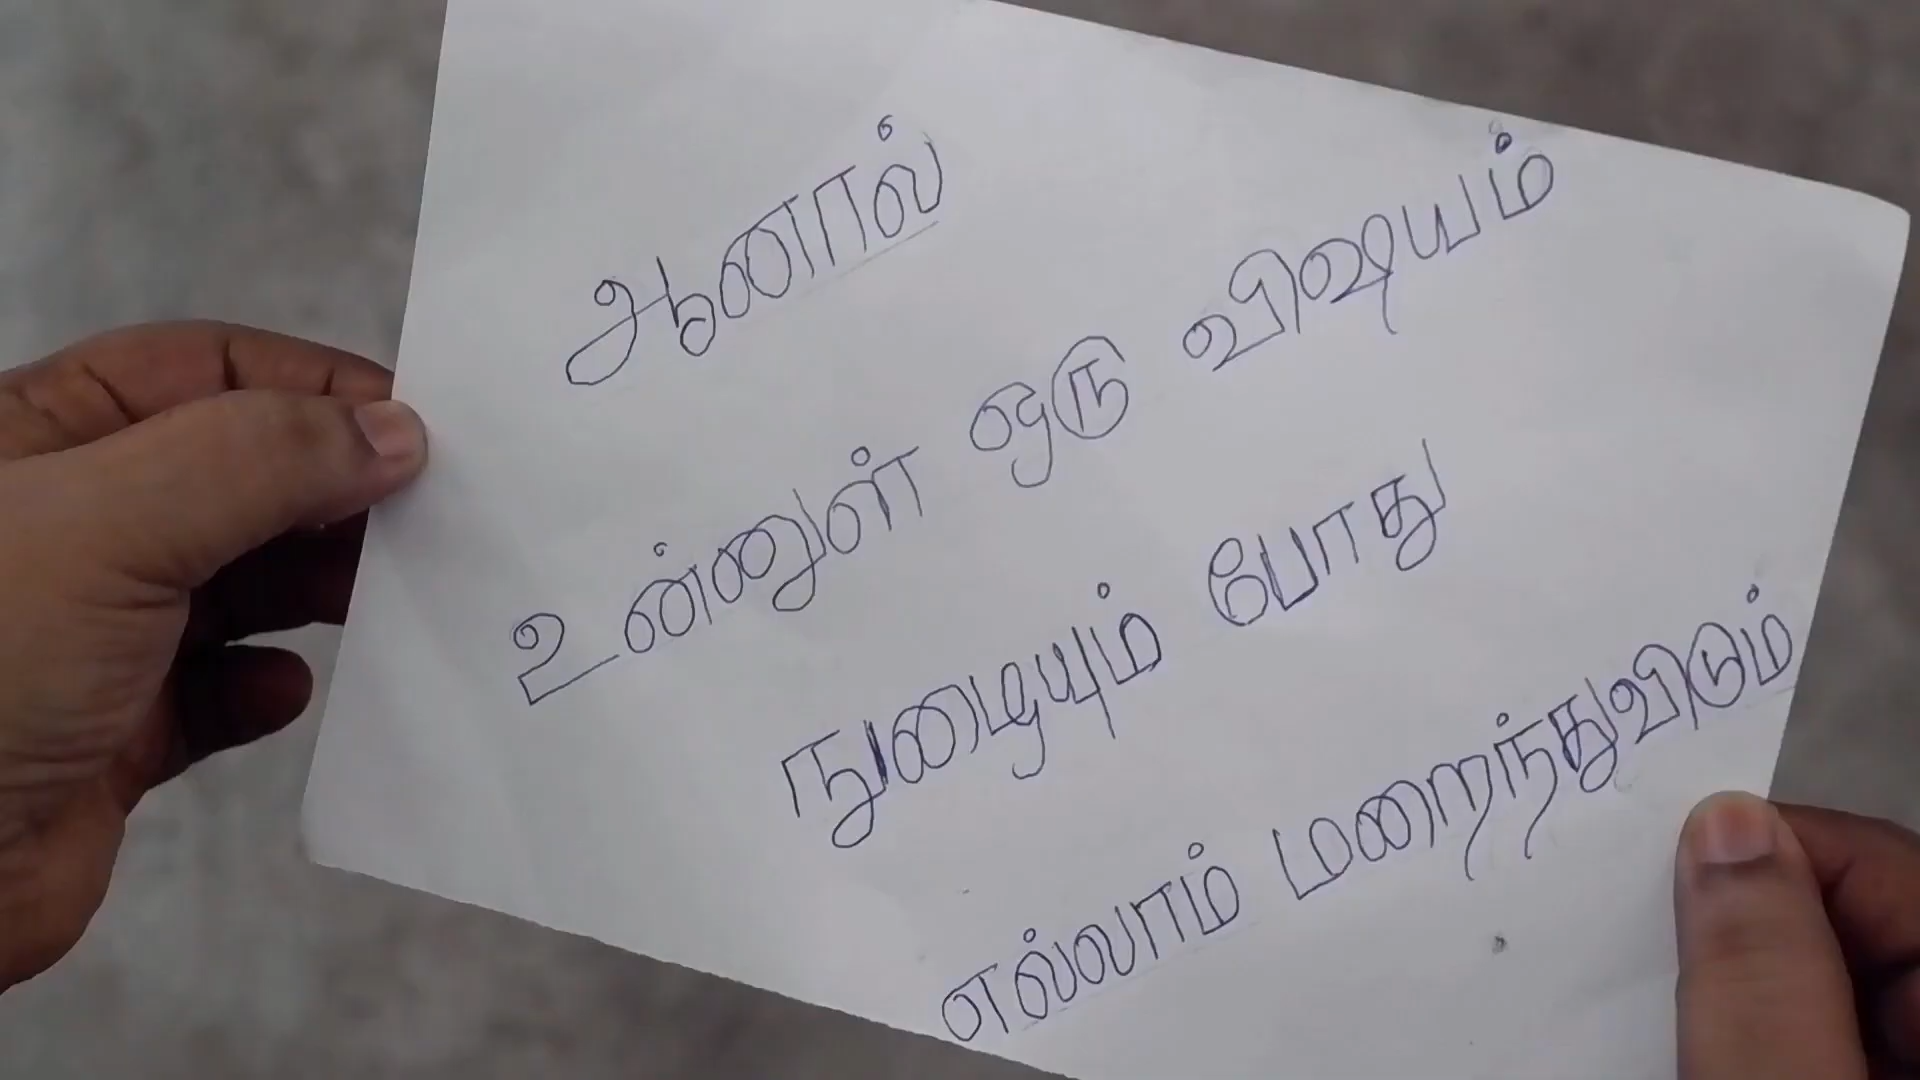 ஆனால்
உன்னுள் ஒரு விஷயம்
நுழையும் போது
எல்லாம் மறைந்துவிடும்